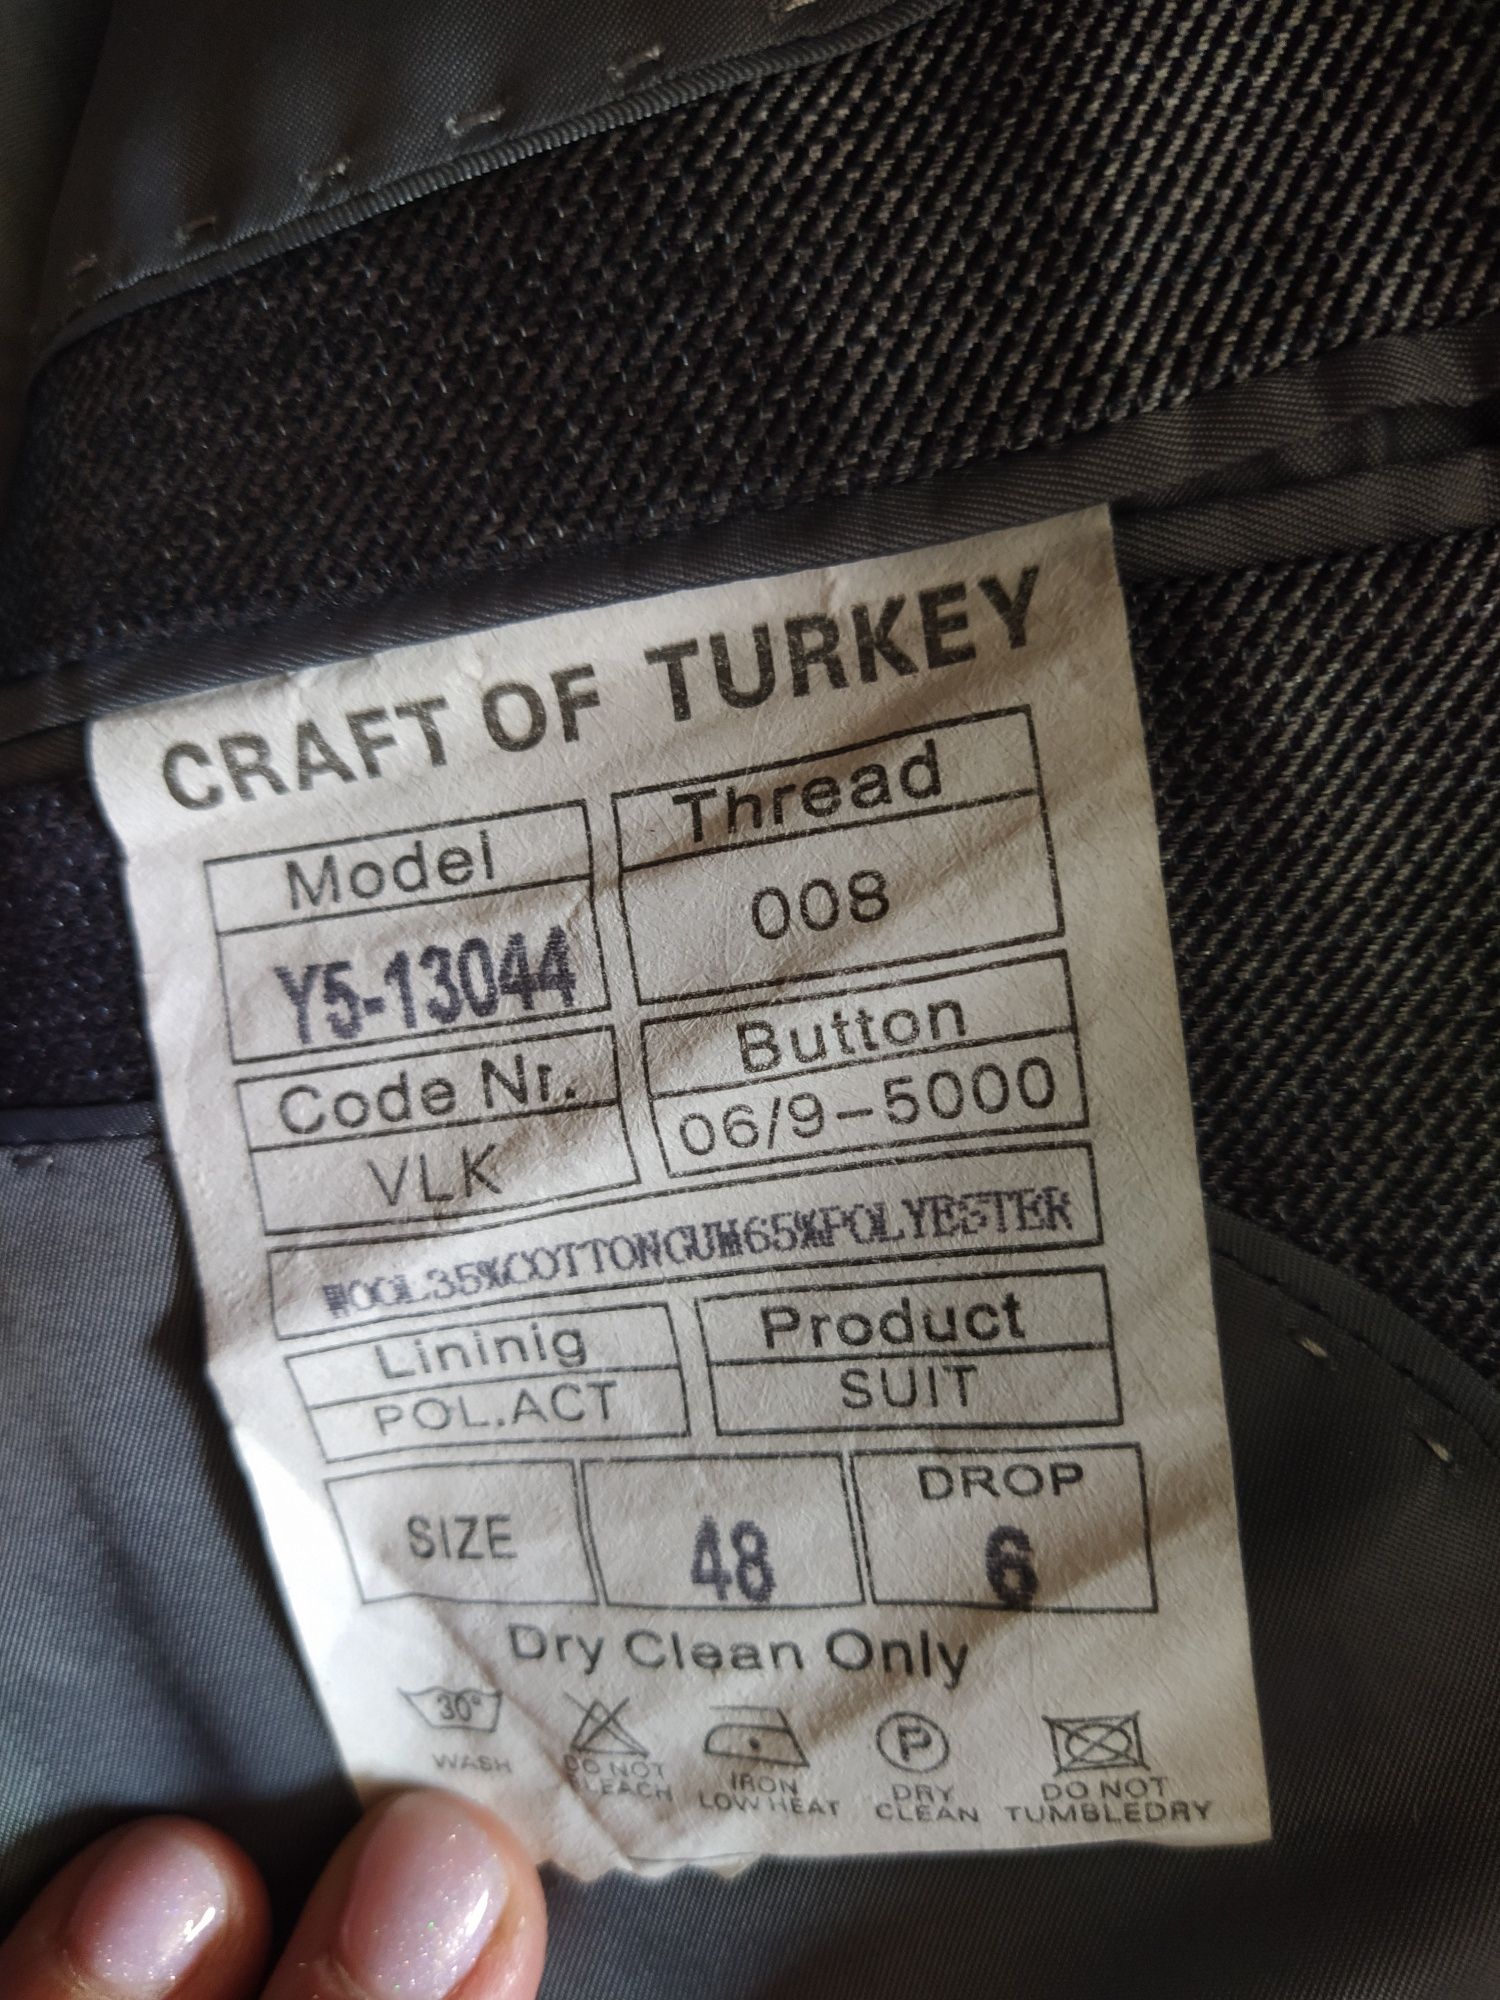 CRAFT OF TURKEY
Model
Y5-13044
Thread
008
Code Nr.
VLK
Button
06/9-5000
WOOL35%COTTONGUM65%POLYESTER
Lininig
POL.ACT
Product
SUIT
SIZE
48
DROP
6
Dry Clean Only
30°
WASH
DO NOT
BLEACH
IRON
LOW HEAT
P
DRY
CLEAN
DO NOT
TUMBLEDRY